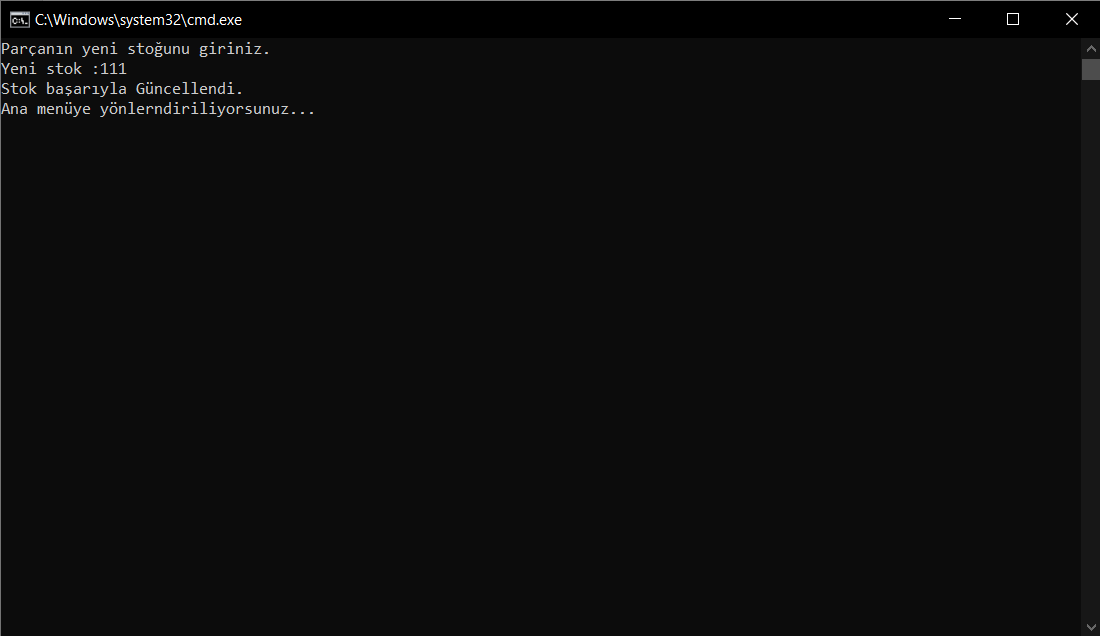 C:\Windows\system32\cmd.exe
Parçanın yeni stoğunu giriniz.
Yeni stok :111
Stok başarıyla Güncellendi.
Ana menüye yönlerndiriliyorsunuz...